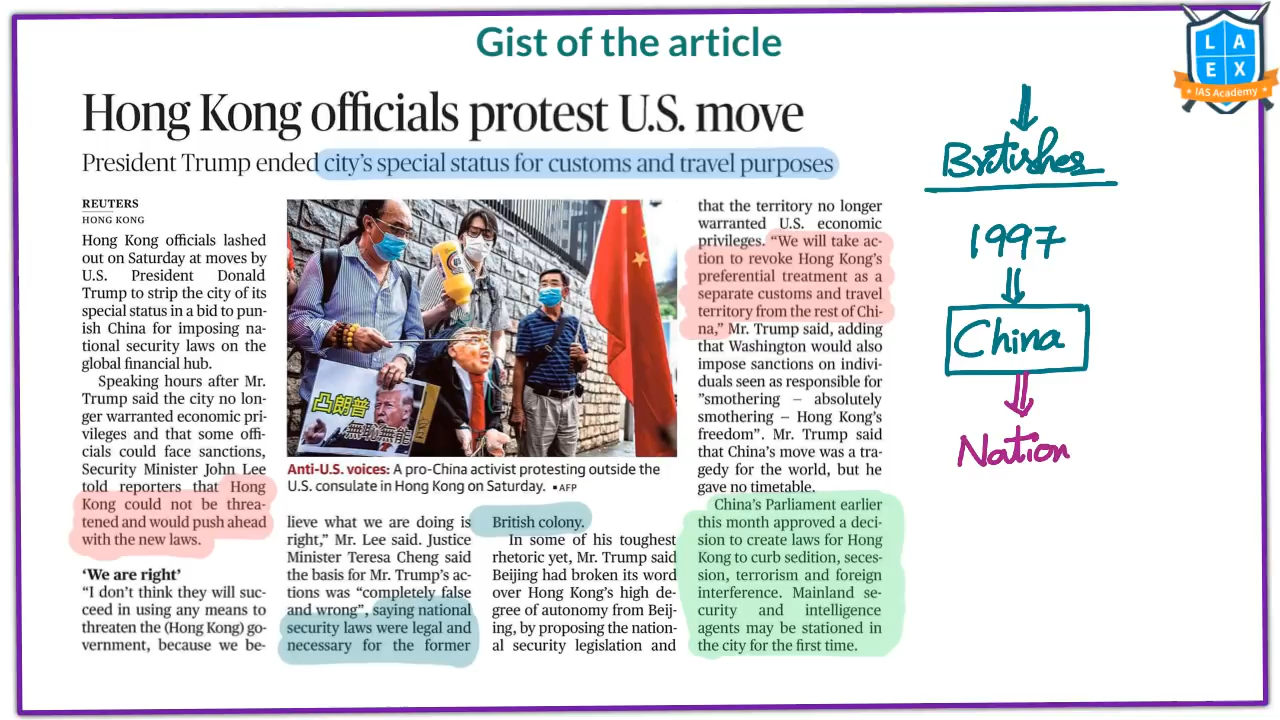 Gist of the article
L A
E X
IAS Academy
Hong Kong officials protest U.S. move
President Trump ended city's special status for customs and travel purposes
REUTERS
HONG KONG
Hong Kong officials lashed
out on Saturday at moves by
U.S. President Donald
Trump to strip the city of its
special status in a bid to pun-
ish China for imposing na-
tional security laws on the
global financial hub.
Speaking hours after Mr.
Trump said the city no lon-
ger warranted economic pri-
vileges and that some offi-
cials could face sanctions,
Security Minister John Lee
told reporters that Hong
Kong could not be threa-
tened and would push ahead
with the new laws.
'We are right'
"I don't think they will suc-
ceed in using any means to
threaten the (Hong Kong) go-
vernment, because we be-
凸朗普
無恥無能
Anti-U.S. voices: A pro-China activist protesting outside the
U.S. consulate in Hong Kong on Saturday. ▪AFP
lieve what we are doing is
right," Mr. Lee said. Justice
Minister Teresa Cheng said
the basis for Mr. Trump's ac-
tions was "completely false
and wrong", saying national
security laws were legal and
necessary for the former
British colony.
In some of his toughest
rhetoric yet, Mr. Trump said
Beijing had broken its word
over Hong Kong's high de-
gree of autonomy from Beij-
ing, by proposing the nation-
al security legislation and
that the territory no longer
warranted U.S. economic
privileges. "We will take ac-
tion to revoke Hong Kong's
preferential treatment as a
separate customs and travel
territory from the rest of Chi-
na," Mr. Trump said, adding
that Washington would also
impose sanctions on indivi-
duals seen as responsible for
"smothering – absolutely
smothering – Hong Kong's
freedom". Mr. Trump said
that China's move was a tra-
gedy for the world, but he
gave no timetable.
China's Parliament earlier
this month approved a deci-
sion to create laws for Hong
Kong to curb sedition, seces-
sion, terrorism and foreign
interference. Mainland se-
curity and intelligence
agents may be stationed in
the city for the first time.
Britishes
1997
China
Nation